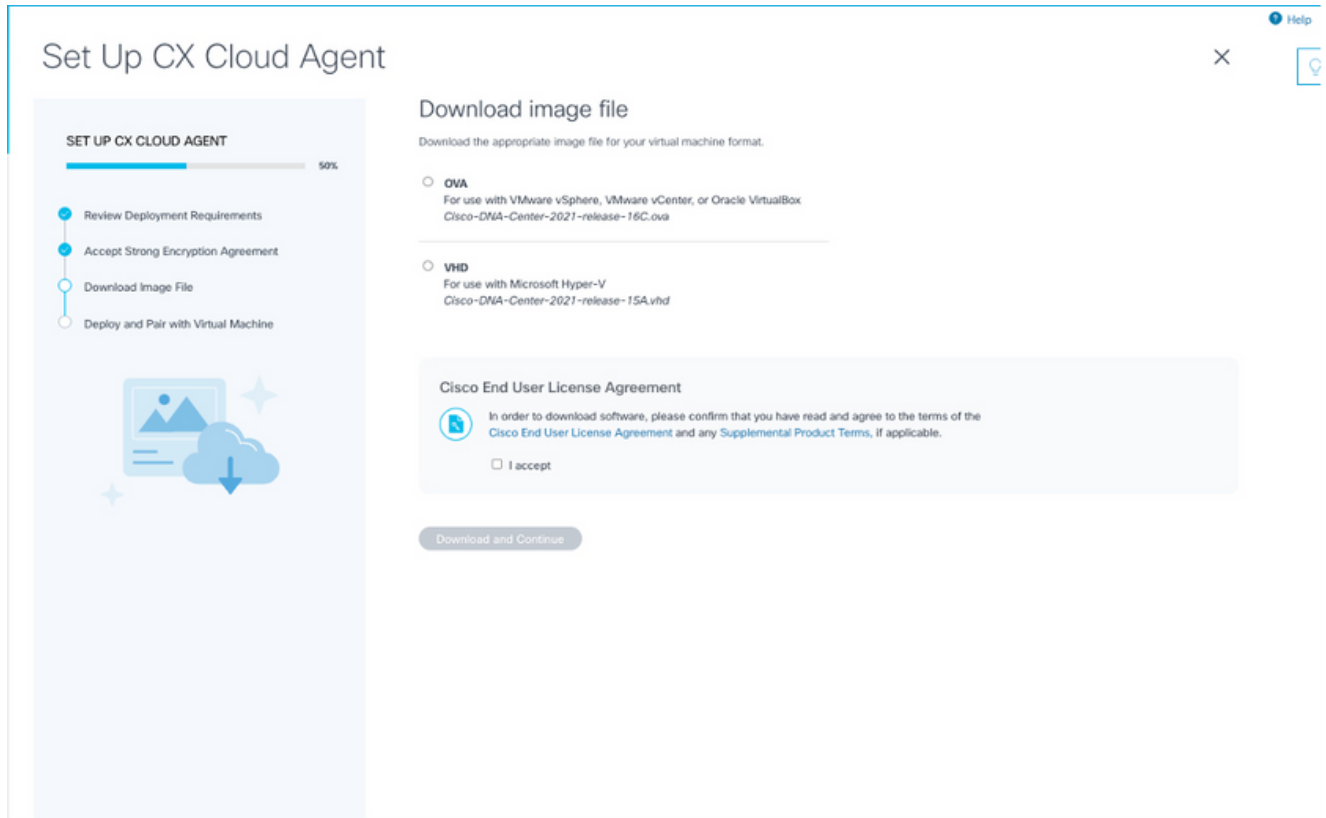 Help
Set Up CX Cloud Agent
SET UP CX CLOUD AGENT
50%
Review Deployment Requirements
Accept Strong Encryption Agreement
Download Image File
Deploy and Pair with Virtual Machine
Download image file
Download the appropriate image file for your virtual machine format.
OVA
For use with VMware vSphere, VMware vCenter, or Oracle VirtualBox
Cisco-DNA-Center-2021-release-16C.ova
VHD
For use with Microsoft Hyper-V
Cisco-DNA-Center-2021-release-15A.vhd
Cisco End User License Agreement
In order to download software, please confirm that you have read and agree to the terms of the
Cisco End User License Agreement and any Supplemental Product Terms, if applicable.
I accept
Download and Continue